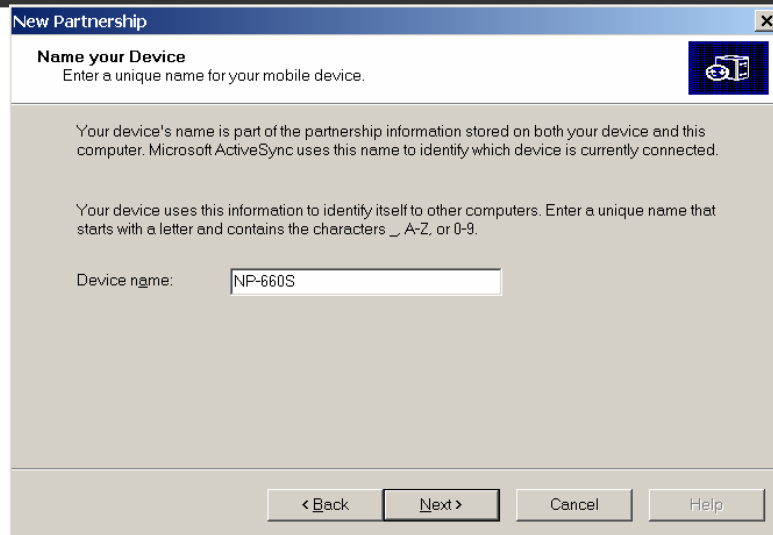 New Partnership
Name your Device
Enter a unique name for your mobile device.
Your device's name is part of the partnership information stored on both your device and this
computer. Microsoft ActiveSync uses this name to identify which device is currently connected.
Your device uses this information to identify itself to other computers. Enter a unique name that
starts with a letter and contains the characters _, A-Z, or 0-9.
Device name: NP-660S
< Back Next > Cancel Help